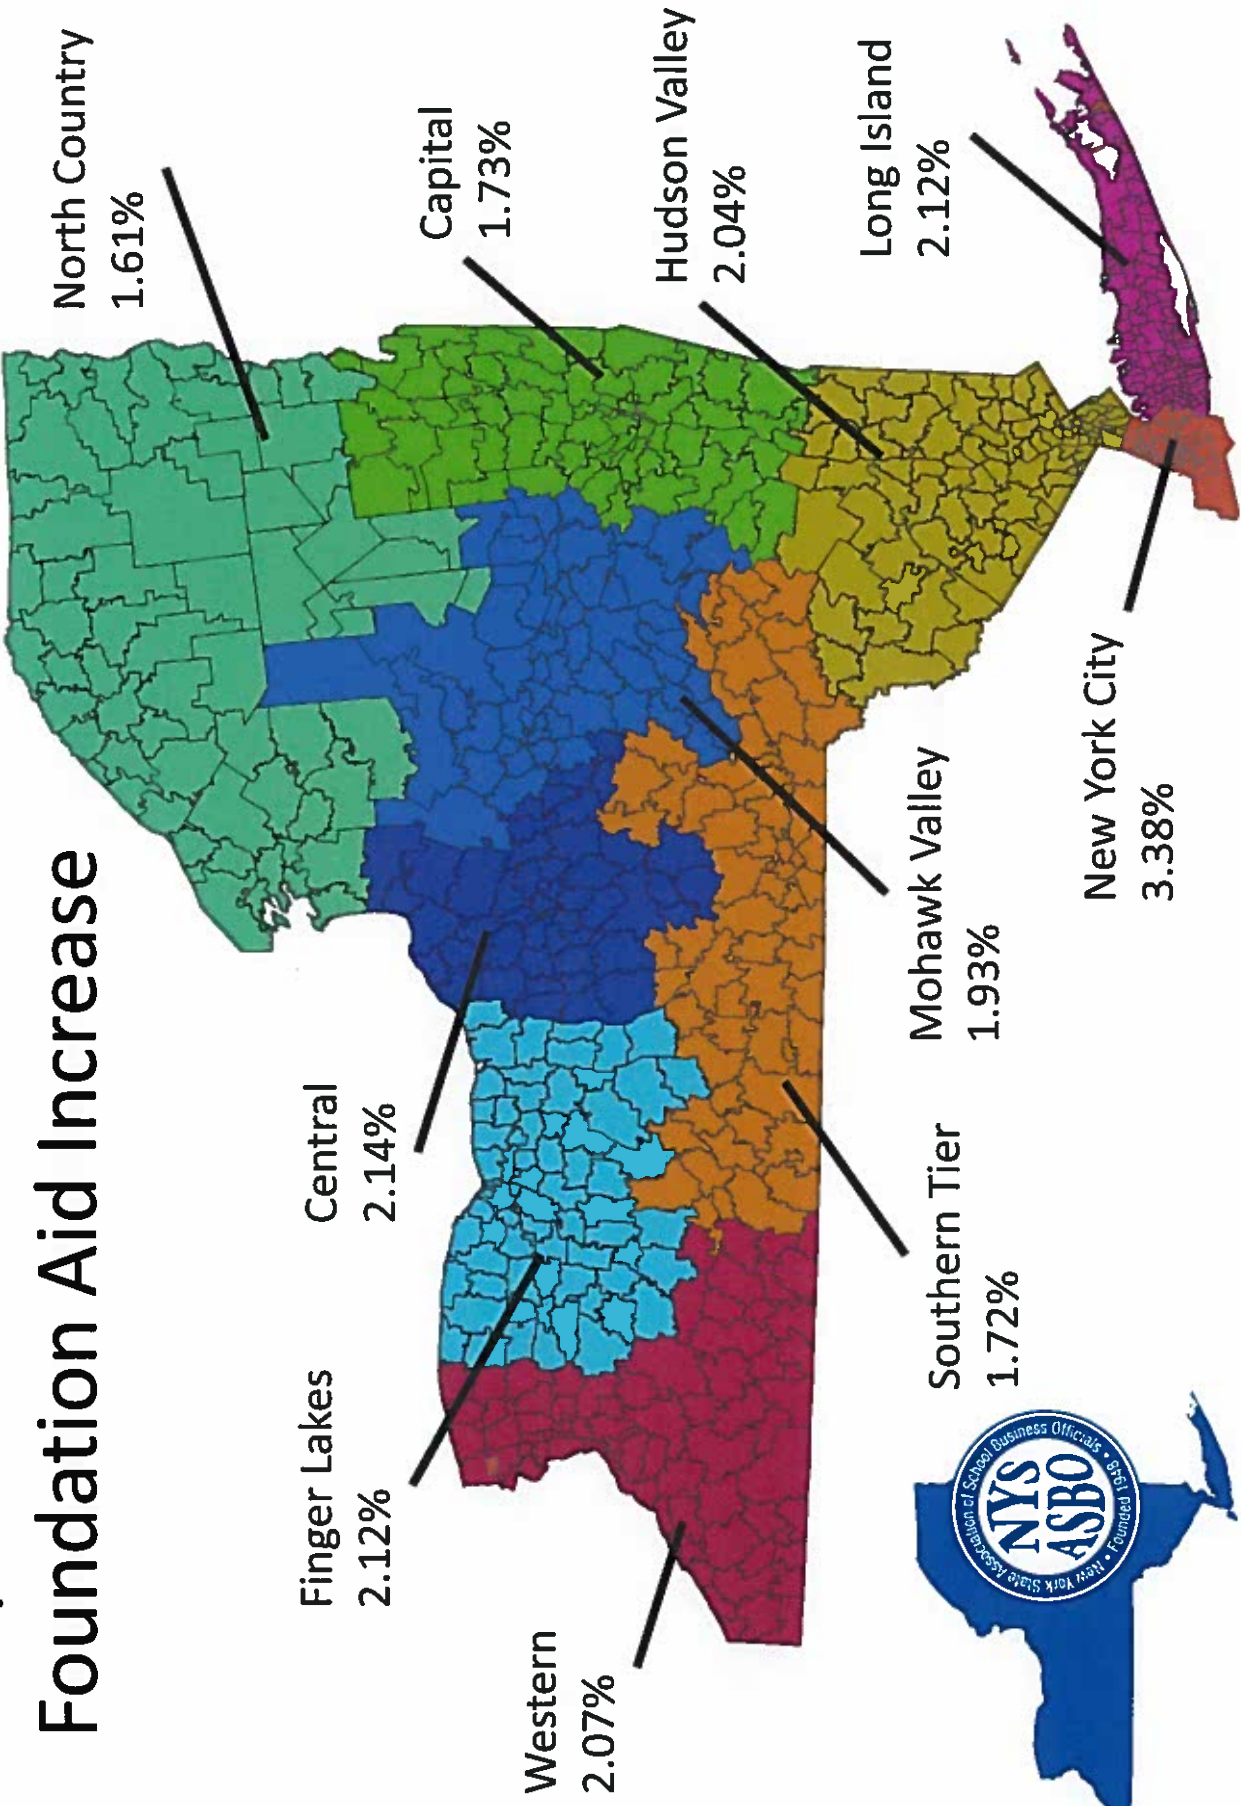 Foundation Aid Increase
North Country
1.61%
Capital
1.73%
Hudson Valley
2.04%
Long Island
2.12%
Central
2.14%
Finger Lakes
2.12%
Western
2.07%
Southern Tier
1.72%
Mohawk Valley
1.93%
New York City
3.38%
New York State Association of School Business Officials • Founded 1948 •
NYS
ASBO